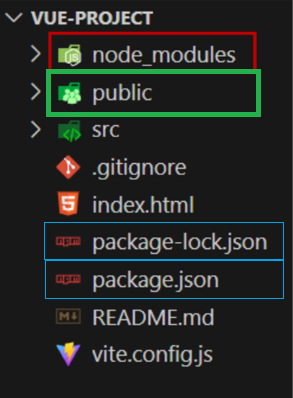 VUE-PROJECT
node_modules
public
src
.gitignore
index.html
package-lock.json
package.json
README.md
vite.config.js